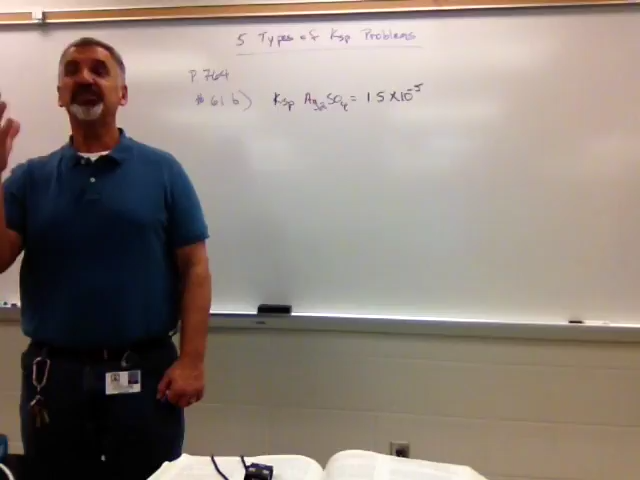 5 Types of Ksp Problems
P. 764
# 61 b) Ksp Ag₂SO₄ = 1.5 × 10⁻⁵